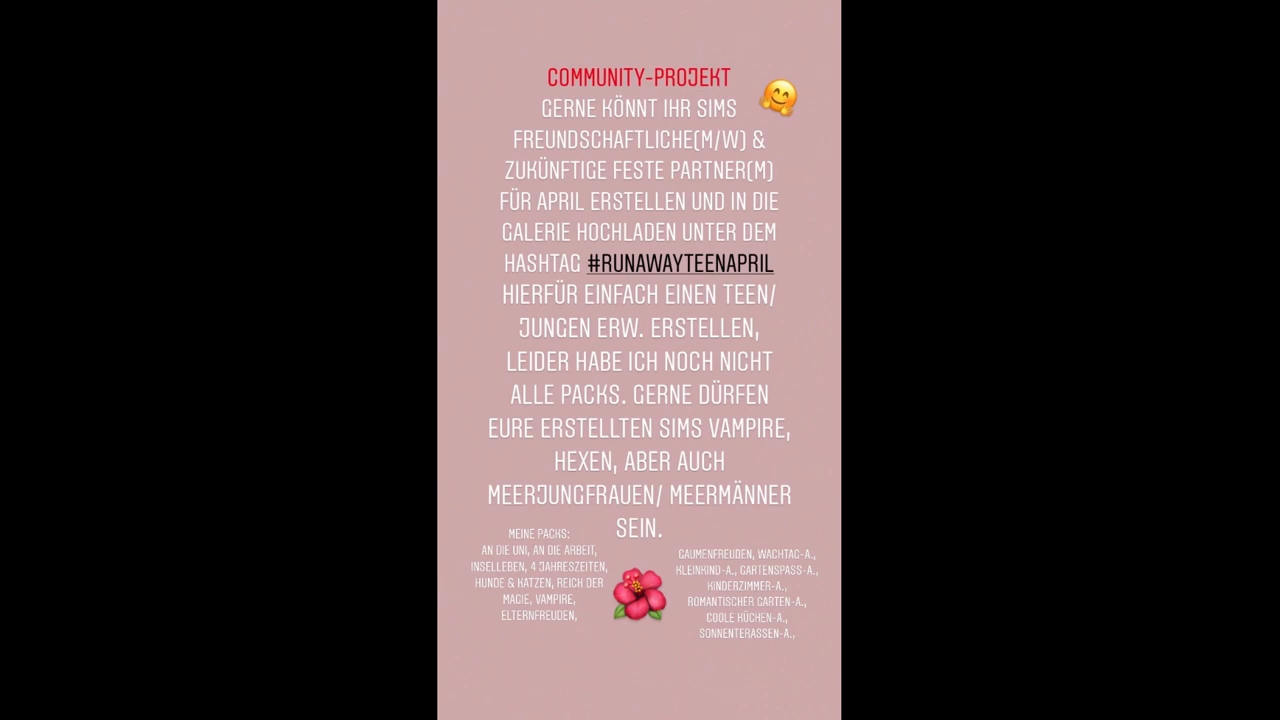 COMMUNITY-PROJEKT
GERNE KÖNNT IHR SIMS
FREUNDSCHAFTLICHE(M/W) &
ZUKÜNFTIGE FESTE PARTNER(M)
FÜR APRIL ERSTELLEN UND IN DIE
GALERIE HOCHLADEN UNTER DEM
HASHTAG #RUNAWAYTEENAPRIL
HIERFÜR EINFACH EINEN TEEN/
JUNGEN ERW. ERSTELLEN,
LEIDER HABE ICH NOCH NICHT
ALLE PACKS. GERNE DÜRFEN
EURE ERSTELLTEN SIMS VAMPIRE,
HEXEN, ABER AUCH
MEERJUNGFRAUEN/ MEERMÄNNER
SEIN.
MEINE PACKS:
AN DIE UNI, AN DIE ARBEIT,
INSELLEBEN, 4 JAHRESZEITEN,
HUNDE & KATZEN, REICH DER
MAGIE, VAMPIRE,
ELTERNFREUDEN,
GAUMENFREUDEN, WACHTAG-A.,
KLEINKIND-A., GARTENSPASS-A.,
KINDERZIMMER-A.,
ROMANTISCHER GARTEN-A.,
COOLE KÜCHEN-A.,
SONNENTERASSEN-A.,